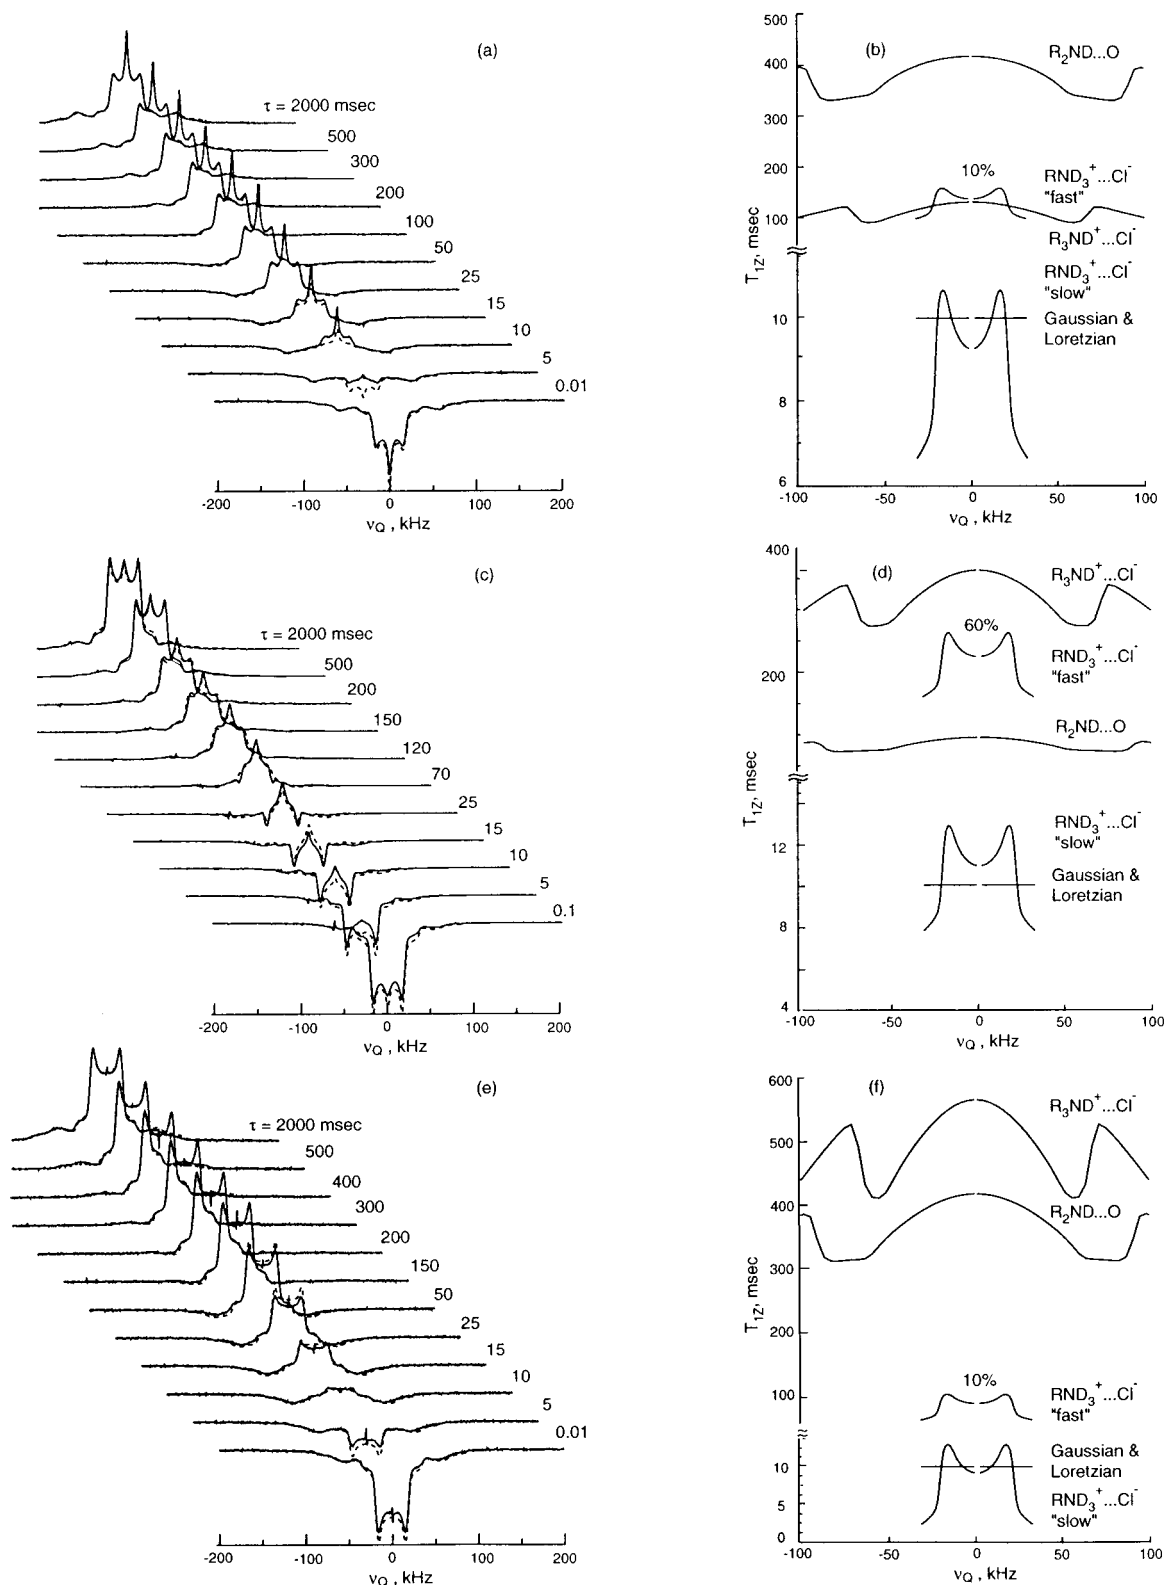 (a)
τ = 2000 msec
500
300
200
100
50
25
15
10
5
0.01
-200
-100
0
100
200
νQ , kHz
(b)
500
400
300
200
100
10
8
6
T1Z, msec
R2ND...O
10%
RND3+...Cl-
"fast"
R3ND+...Cl-
RND3+...Cl-
"slow"
Gaussian &
Loretzian
-100
-50
0
50
100
νQ , kHz
(c)
τ = 2000 msec
500
200
150
120
70
25
15
10
5
0.1
-200
-100
0
100
200
νQ , kHz
(d)
400
200
12
8
4
T1Z, msec
R3ND+...Cl-
60%
RND3+...Cl-
"fast"
R2ND...O
RND3+...Cl-
"slow"
Gaussian &
Loretzian
-100
-50
0
50
100
νQ , kHz
(e)
τ = 2000 msec
500
400
300
200
150
50
25
15
10
5
0.01
-200
-100
0
100
200
νQ , kHz
(f)
600
500
400
300
200
100
10
5
0
T1Z, msec
R3ND+...Cl-
R2ND...O
10%
RND3+...Cl-
"fast"
Gaussian &
Loretzian
RND3+...Cl-
"slow"
-100
-50
0
50
100
νQ , kHz